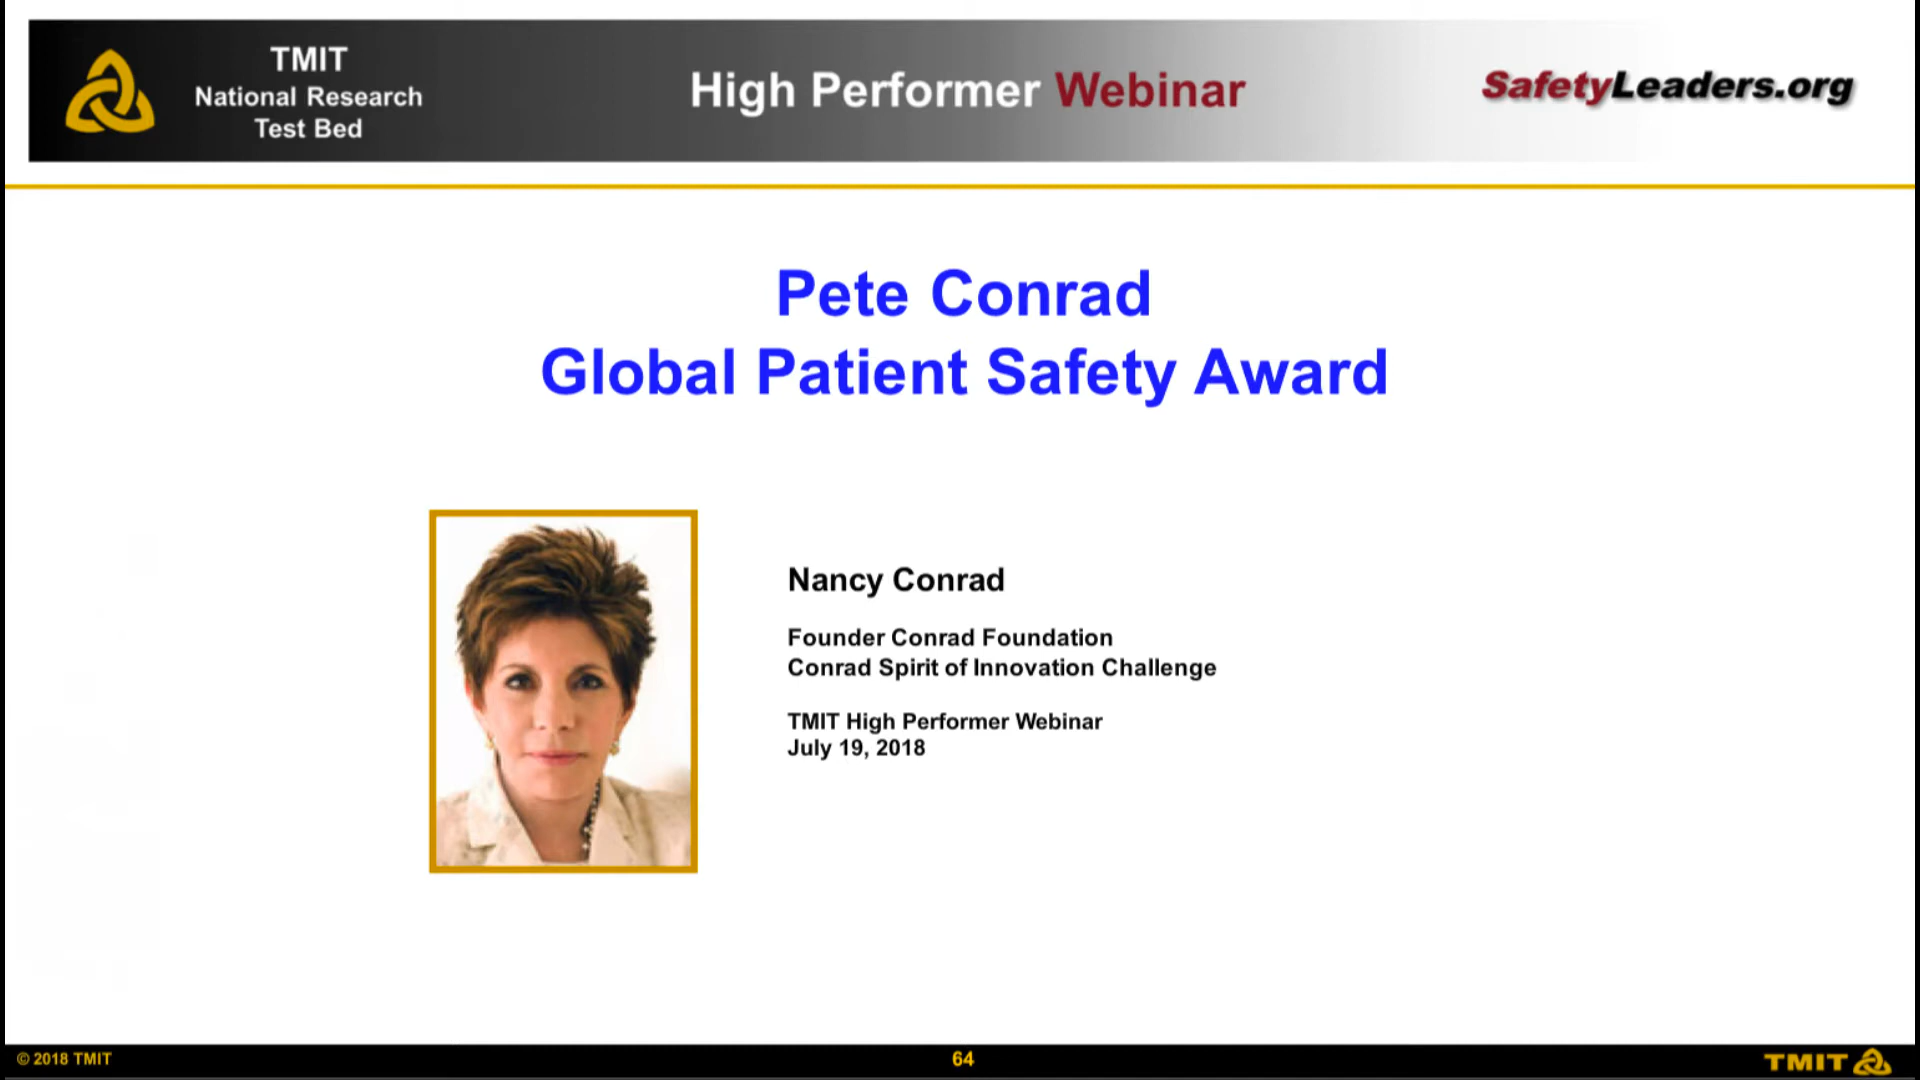 TMIT
National Research
Test Bed
High Performer Webinar
SafetyLeaders.org
Pete Conrad
Global Patient Safety Award
Nancy Conrad
Founder Conrad Foundation
Conrad Spirit of Innovation Challenge
TMIT High Performer Webinar
July 19, 2018
© 2018 TMIT
64
TMIT